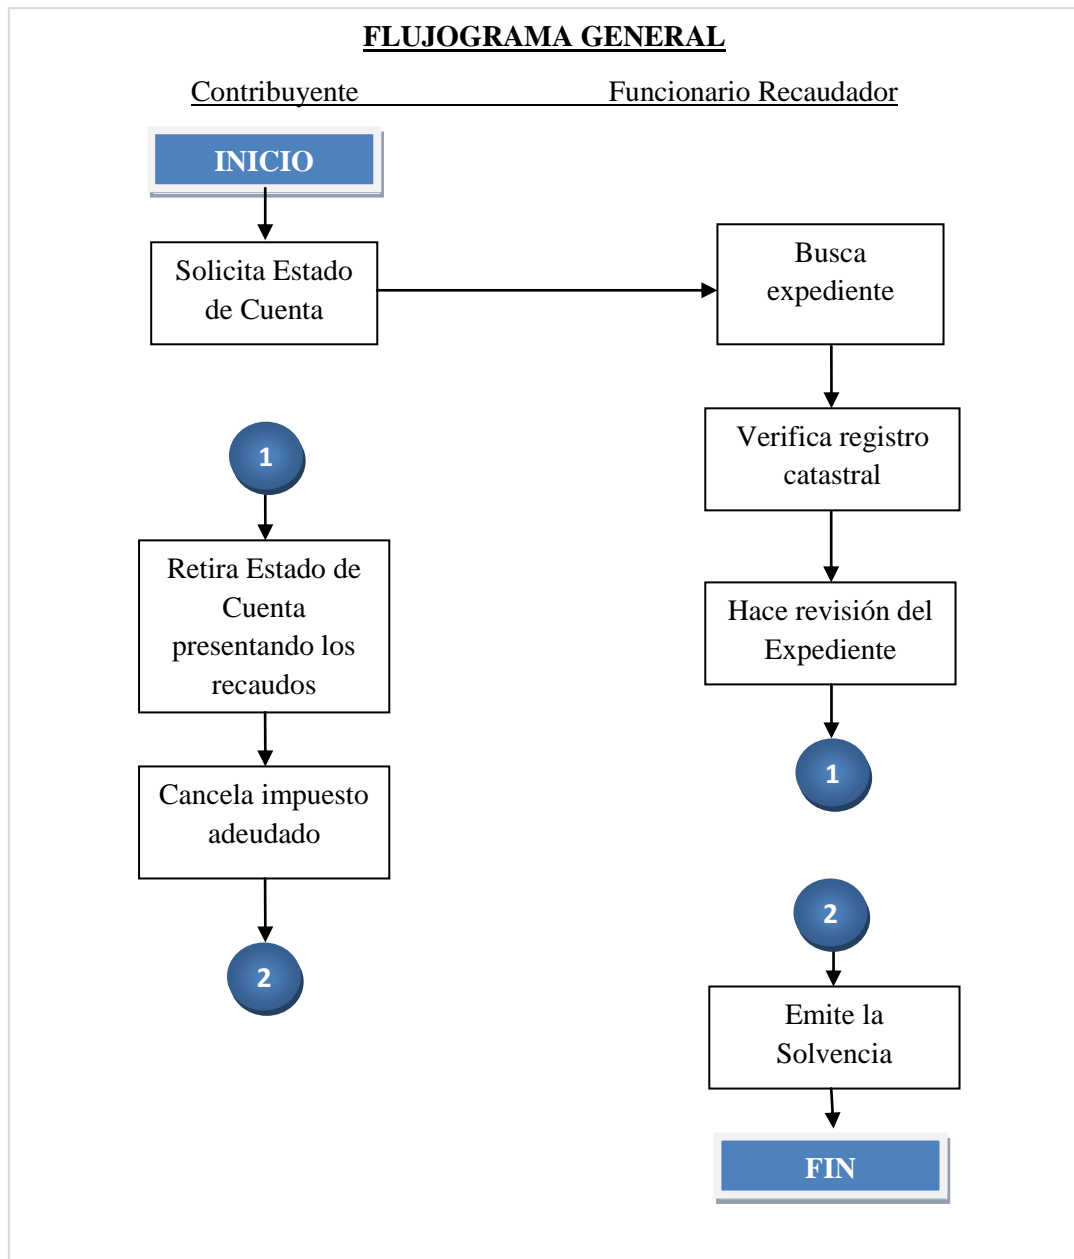 FLUJOGRAMA GENERAL
Contribuyente Funcionario Recaudador
INICIO
Solicita Estado
de Cuenta
Busca
expediente
Verifica registro
catastral
Hace revisión del
Expediente
1
1
Retira Estado de
Cuenta
presentando los
recaudos
Cancela impuesto
adeudado
2
2
Emite la
Solvencia
FIN